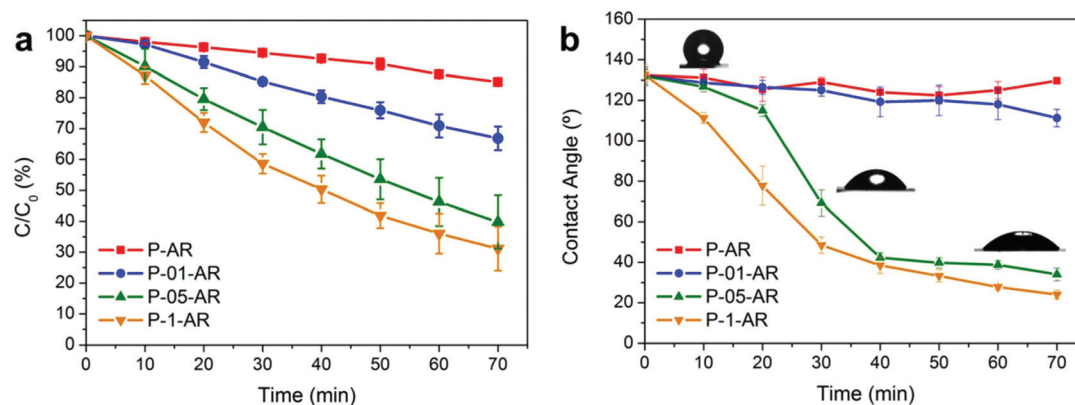 a
100
90
80
70
60
50
40
30
20
10
0
C/C₀ (%)
P-AR
P-01-AR
P-05-AR
P-1-AR
0 10 20 30 40 50 60 70
Time (min)
b
160
140
120
100
80
60
40
20
0
Contact Angle (º)
P-AR
P-01-AR
P-05-AR
P-1-AR
0 10 20 30 40 50 60 70
Time (min)